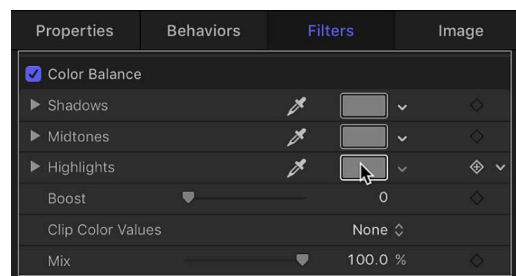 Properties Behaviors Filters Image
Color Balance
Shadows
Midtones
Highlights
Boost 0
Clip Color Values None
Mix 100.0 %